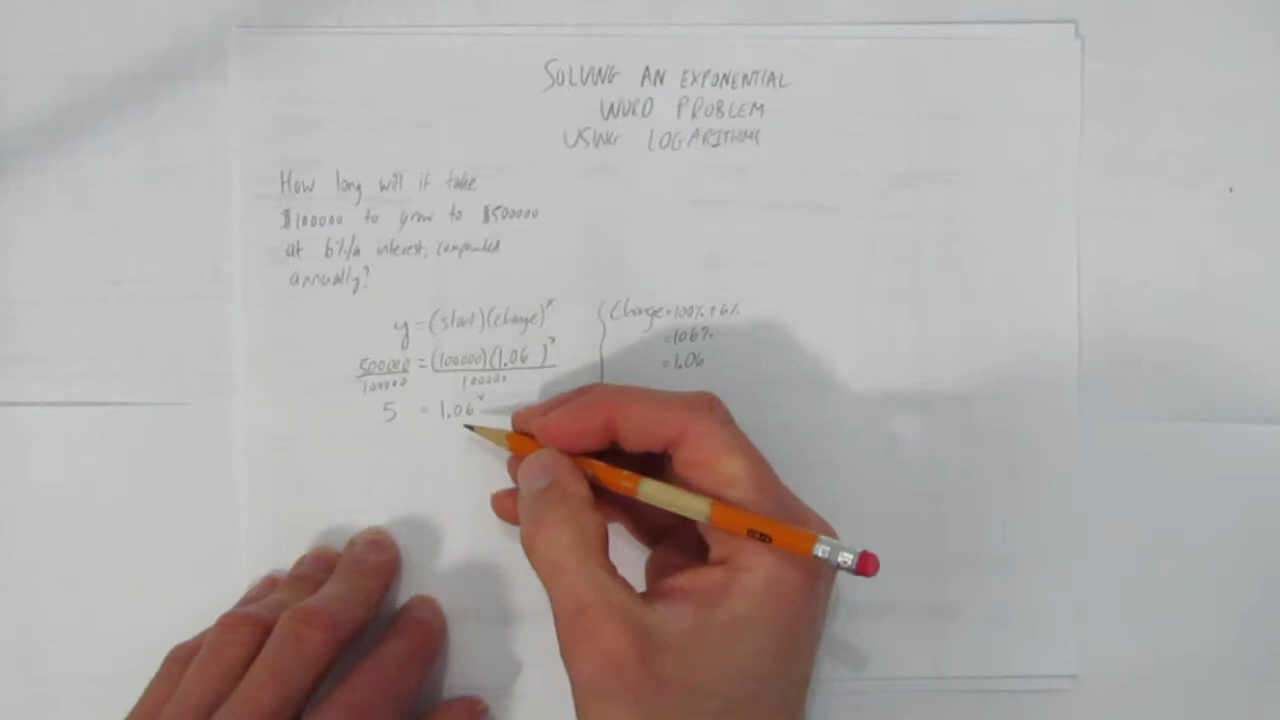 SOLVING AN EXPONENTIAL
WORD PROBLEM
USING LOGARITHMS
How long will it take
$100000 to grow to $500000
at 6%/a interest, compounded
annually?
y = (start)(change)^x
500000/100000 = (100000)(1.06)^x/100000
5 = 1.06^x
Change = 100% + 6%
= 106%
= 1.06